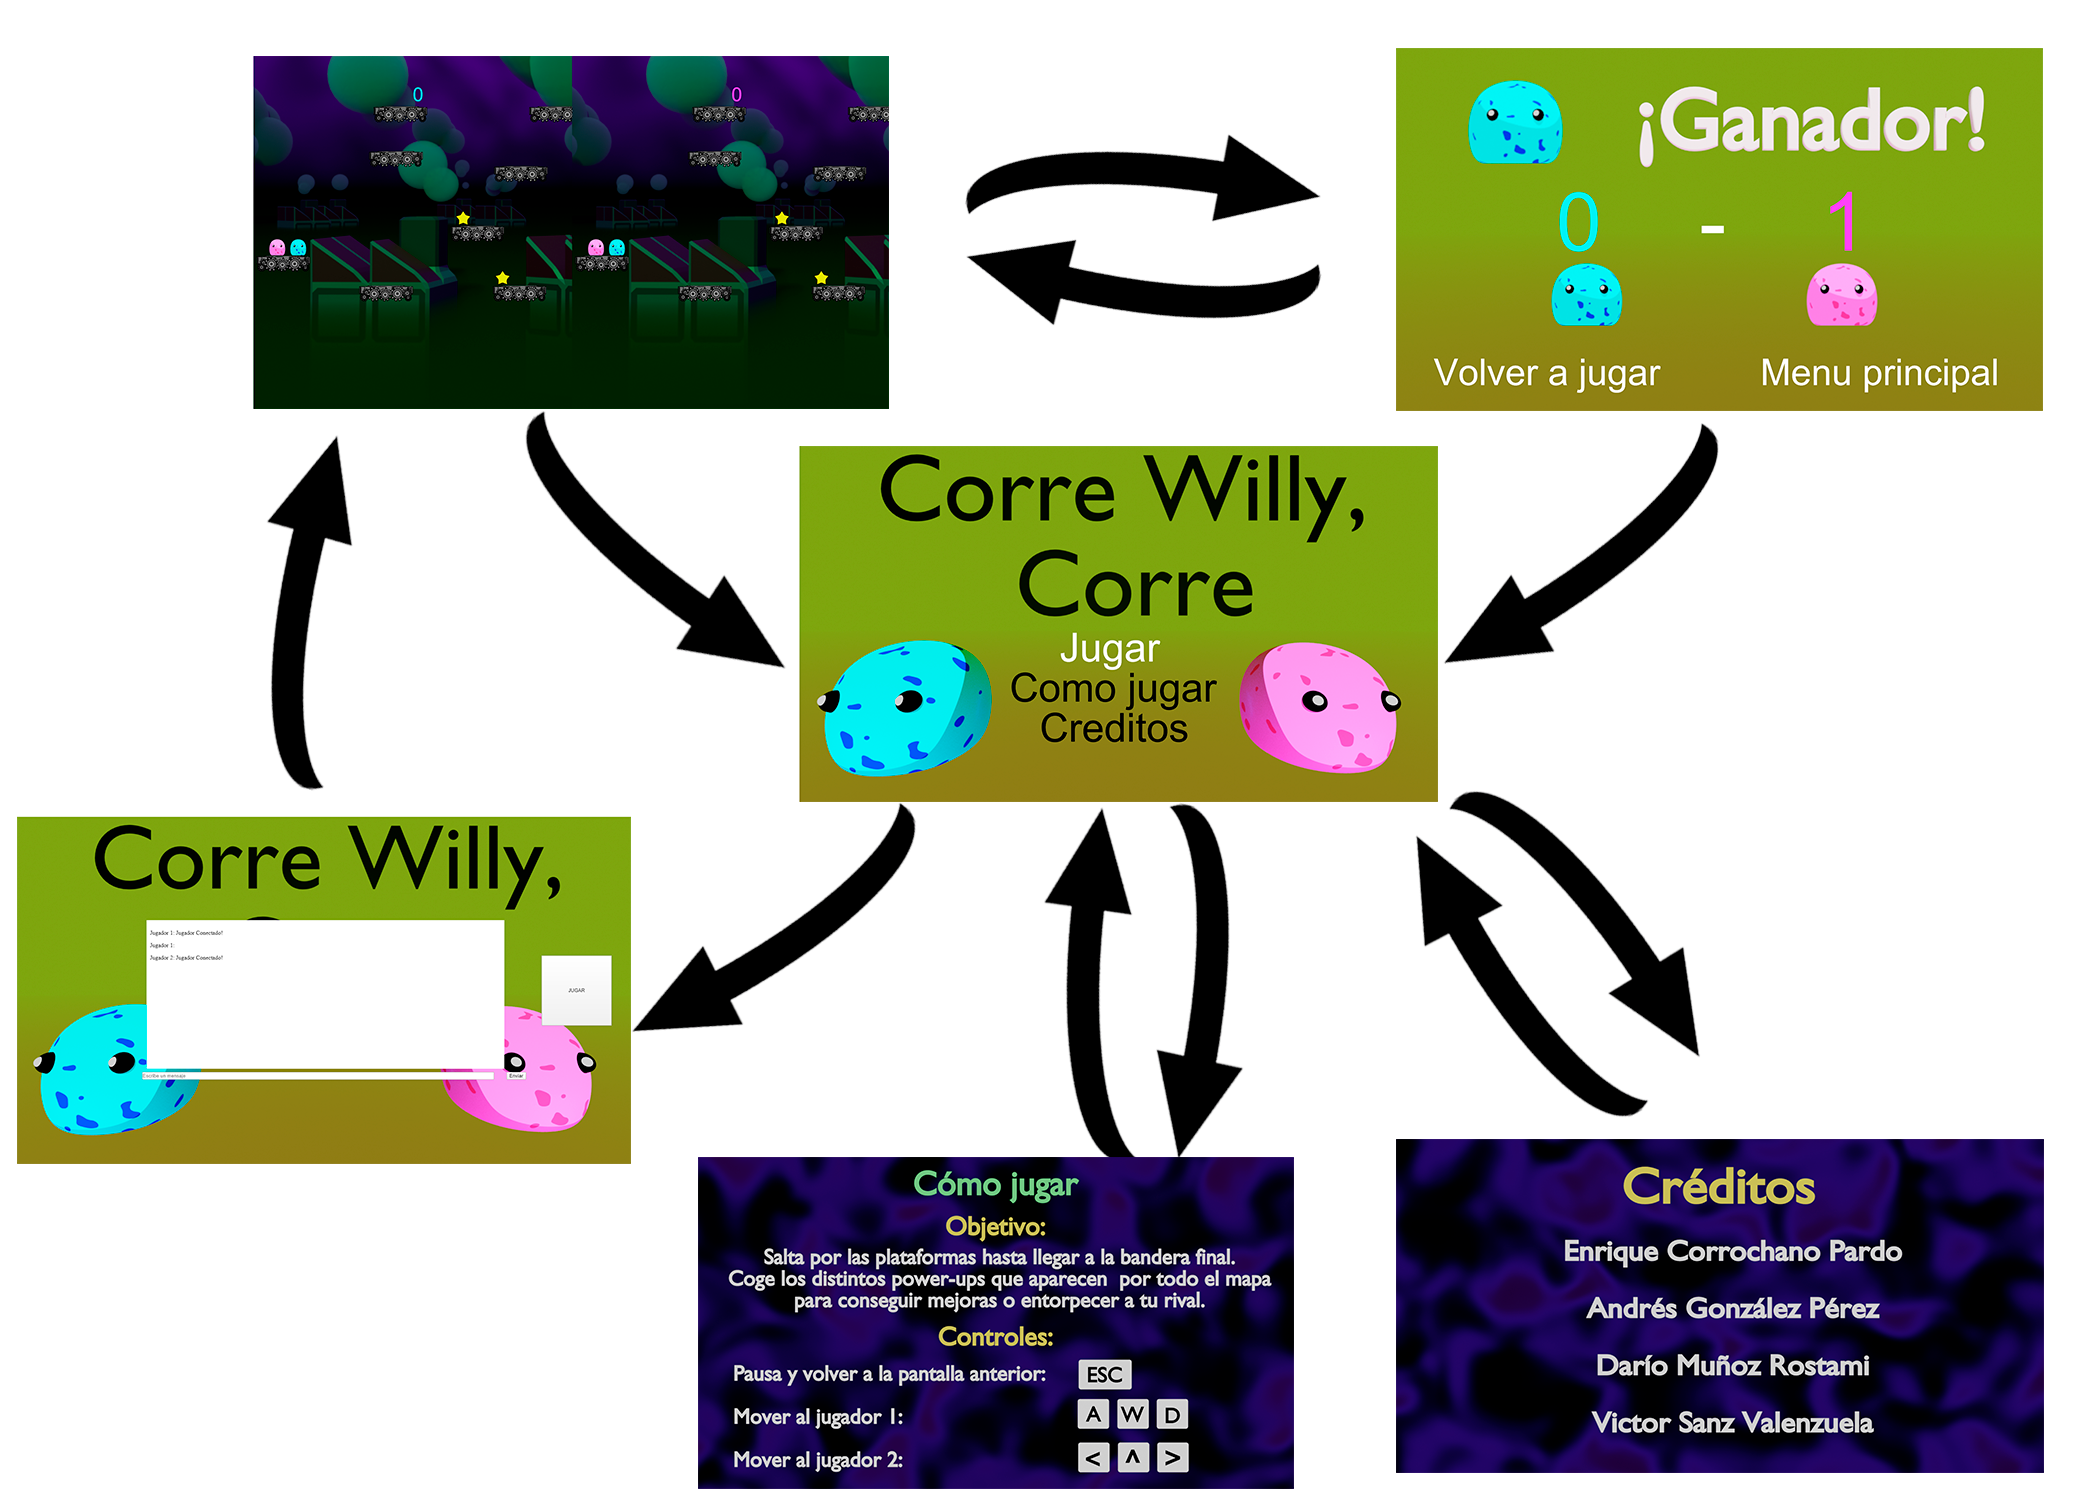 0
0
¡Ganador!
0 - 1
Volver a jugar
Menu principal
Corre Willy,
Corre
Jugar
Como jugar
Creditos
Corre Willy,
Jugador 1: Jugador Conectado!
Jugador 1:
Jugador 2: Jugador Conectado!
JUGAR
Escribe un mensaje
Enviar
Cómo jugar
Objetivo:
Salta por las plataformas hasta llegar a la bandera final.
Coge los distintos power-ups que aparecen por todo el mapa
para conseguir mejoras o entorpecer a tu rival.
Controles:
Pausa y volver a la pantalla anterior: ESC
Mover al jugador 1: A W D
Mover al jugador 2: < ^ >
Créditos
Enrique Corrochano Pardo
Andrés González Pérez
Darío Muñoz Rostami
Victor Sanz Valenzuela